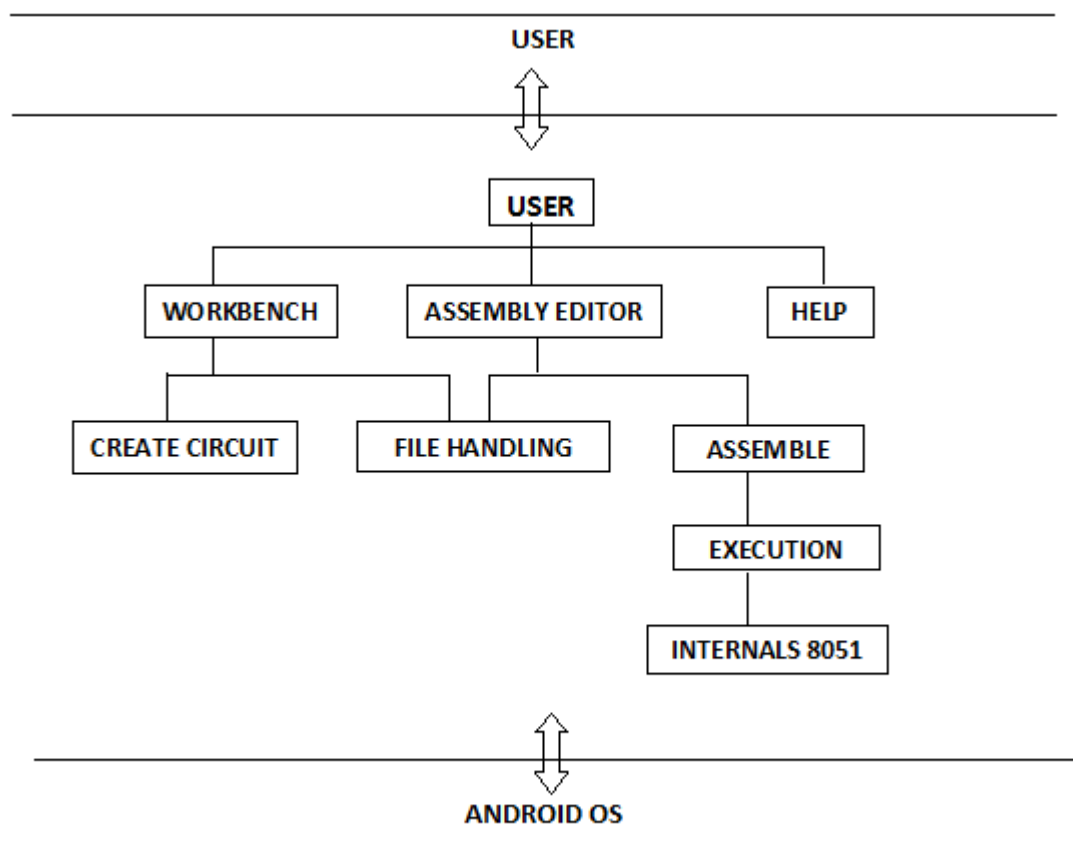 USER
USER
WORKBENCH
ASSEMBLY EDITOR
HELP
CREATE CIRCUIT
FILE HANDLING
ASSEMBLE
EXECUTION
INTERNALS 8051
ANDROID OS